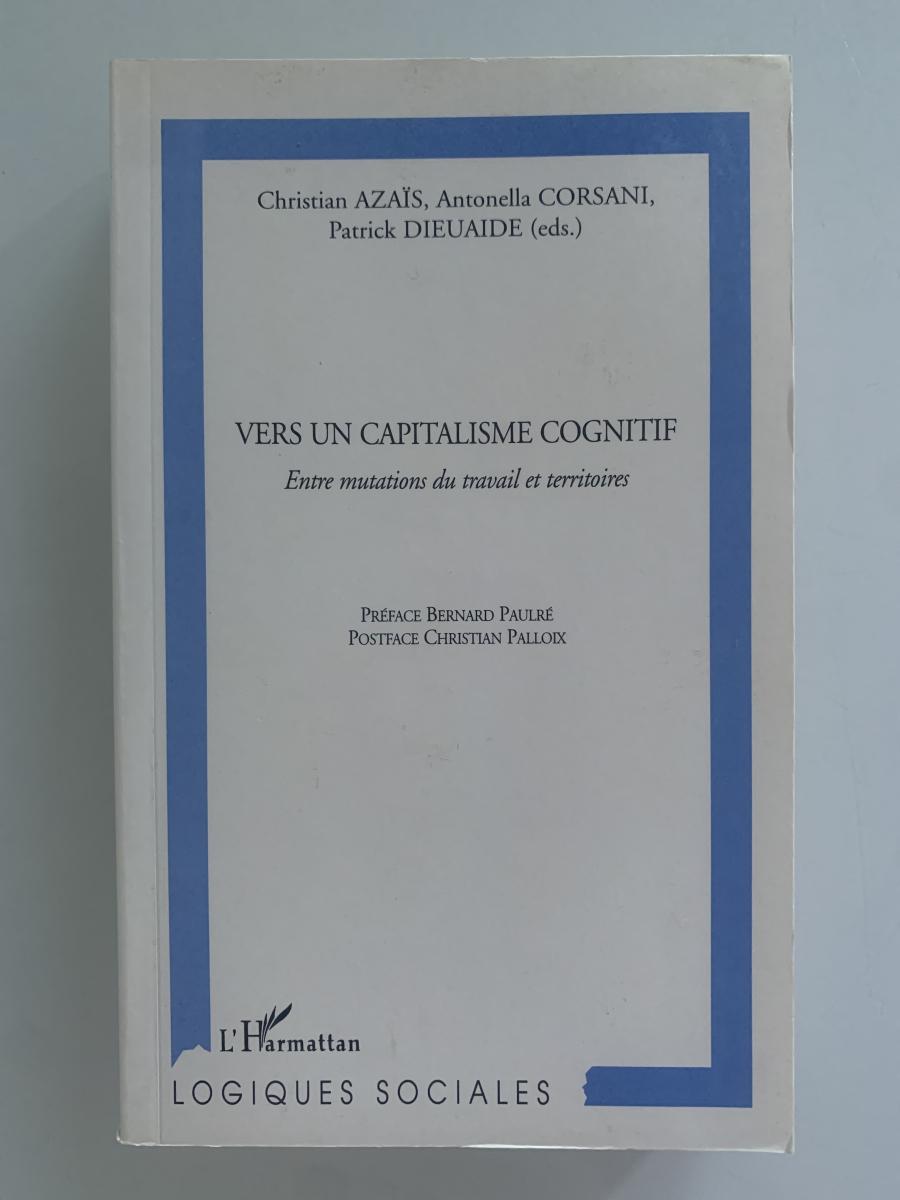 Christian AZAÏS, Antonella CORSANI,
Patrick DIEUAIDE (eds.)
VERS UN CAPITALISME COGNITIF
Entre mutations du travail et territoires
PRÉFACE BERNARD PAULRÉ
POSTFACE CHRISTIAN PALLOIX
L'Harmattan
LOGIQUES SOCIALES